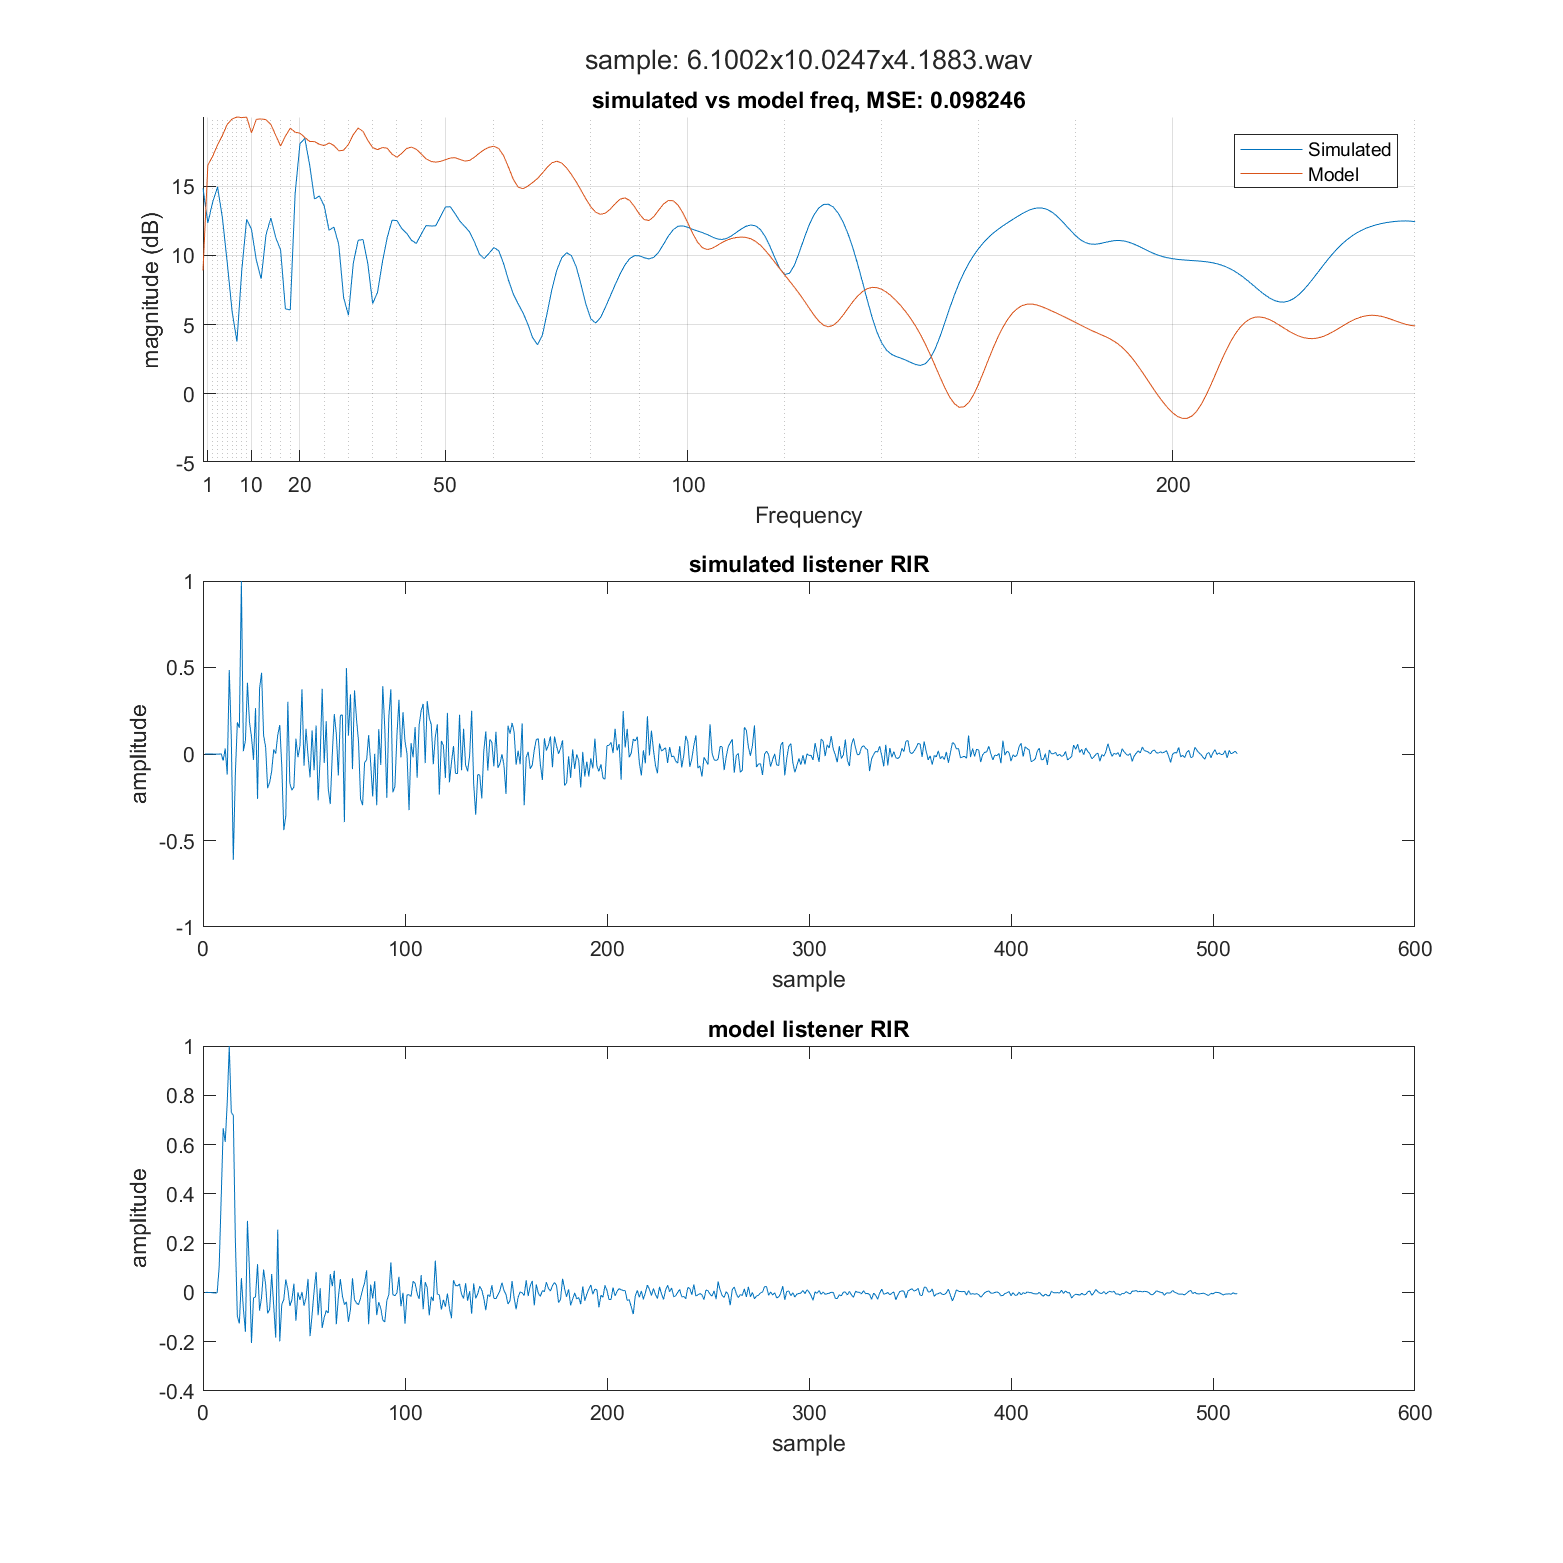 sample: 6.1002x10.0247x4.1883.wav
simulated vs model freq, MSE: 0.098246
Simulated
Model
magnitude (dB)
15
10
5
0
-5
1 10 20 50 100 200
Frequency
simulated listener RIR
amplitude
1
0.5
0
-0.5
-1
0 100 200 300 400 500 600
sample
model listener RIR
amplitude
1
0.8
0.6
0.4
0.2
0
-0.2
-0.4
0 100 200 300 400 500 600
sample